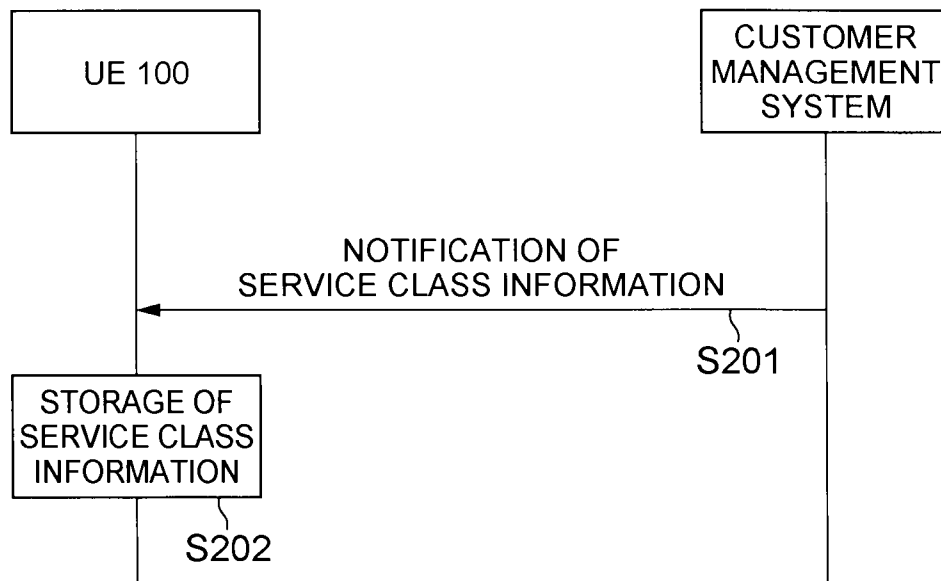 UE 100
CUSTOMER
MANAGEMENT
SYSTEM
NOTIFICATION OF
SERVICE CLASS INFORMATION
S201
STORAGE OF
SERVICE CLASS
INFORMATION
S202